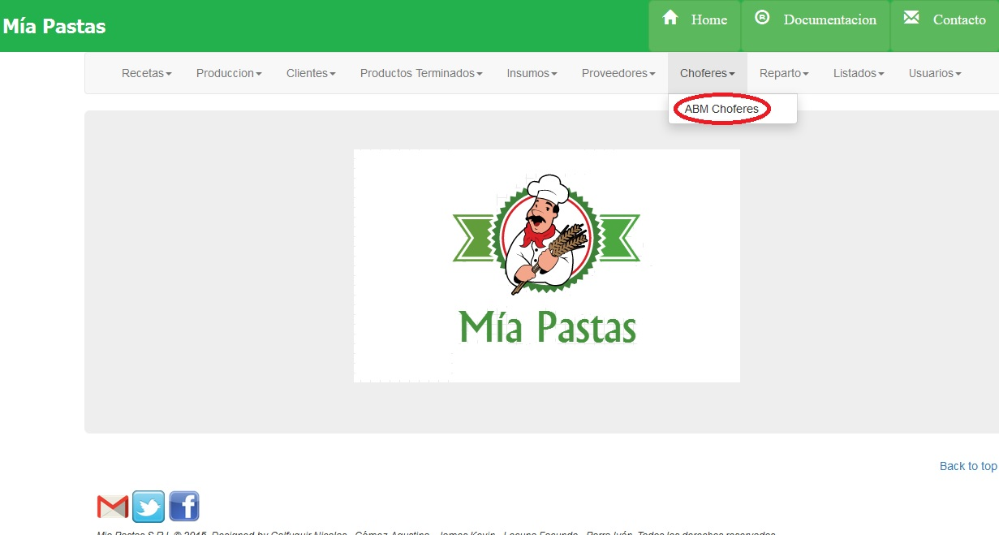 Mía Pastas
Home
Documentacion
Contacto
Recetas
Produccion
Clientes
Productos Terminados
Insumos
Proveedores
Choferes
Reparto
Listados
Usuarios
ABM Choferes
Mía Pastas
Back to top
Mia Pastas S.R.L © 2015. Designed by Calfuquir Nicolas - Gómez Agustina - James Kevin - Lacuna Facundo - Parra Iván. Todos los derechos reservados